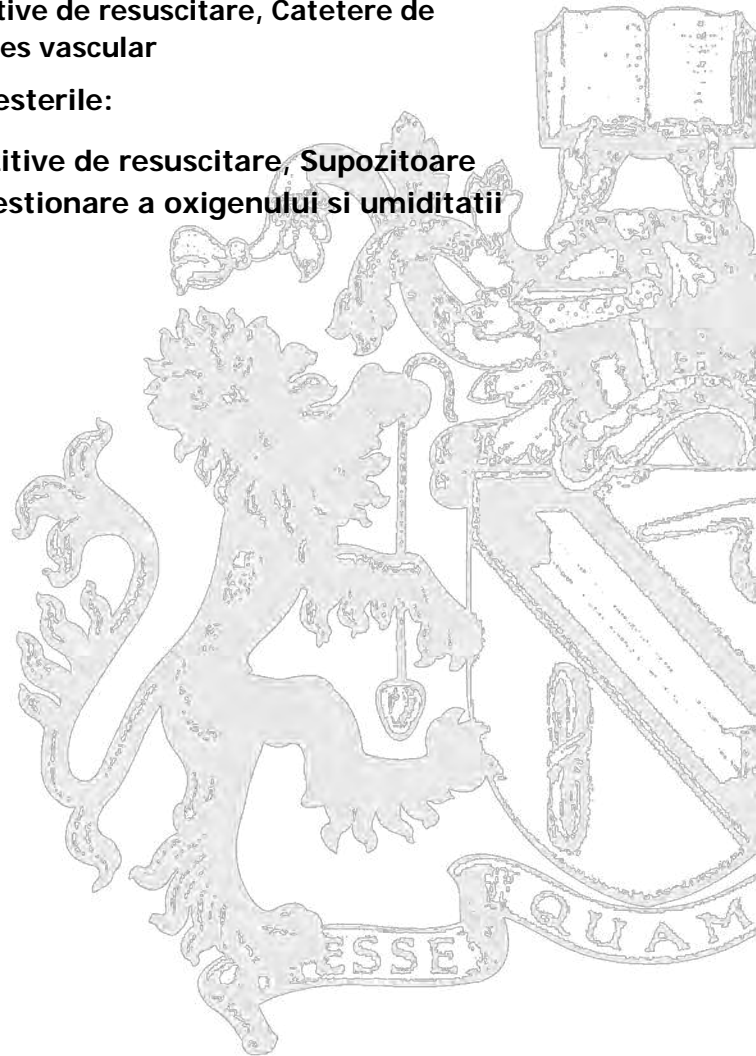 tive de resuscitare, Catetere de
es vascular
esterile:
itive de resuscitare, Supozitoare
estionare a oxigenului si umiditatii
ESSE QUAM